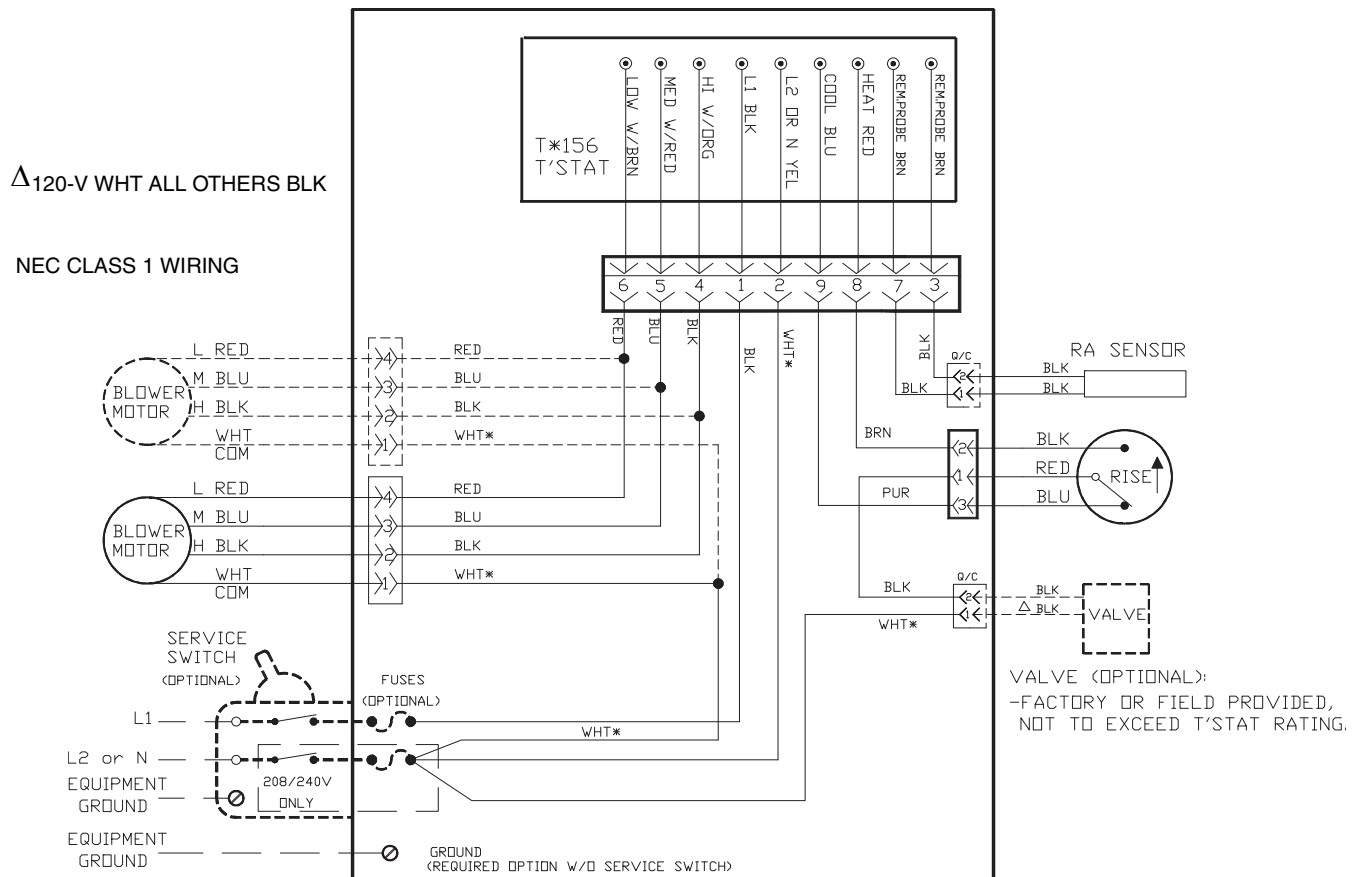 T*156
T'STAT
LOW W/BRN
MED W/RED
HI W/ORG
L1 BLK
L2 OR N YEL
COOL BLU
HEAT RED
REM.PROBE BRN
REM.PROBE BRN
Δ120-V WHT ALL OTHERS BLK
NEC CLASS 1 WIRING
6 5 4 1 2 9 8 7 3
RED
BLU
BLK
BLK
WHT*
BLK
BLK
Q/C
2
1
BLK
BLK
RA SENSOR
BLOWER
MOTOR
L RED
M BLU
H BLK
WHT
COM
4
3
2
1
RED
BLU
BLK
WHT*
BRN
PUR
2
1
3
BLK
RED
BLU
RISE
BLOWER
MOTOR
L RED
M BLU
H BLK
WHT
COM
4
3
2
1
RED
BLU
BLK
WHT*
BLK
WHT*
Q/C
2
1
BLK
Δ BLK
VALVE
VALVE (OPTIONAL):
-FACTORY OR FIELD PROVIDED,
NOT TO EXCEED T'STAT RATING.
SERVICE
SWITCH
(OPTIONAL)
FUSES
(OPTIONAL)
L1
WHT*
L2 or N
208/240V
ONLY
EQUIPMENT
GROUND
EQUIPMENT
GROUND
GROUND
(REQUIRED OPTION W/O SERVICE SWITCH)